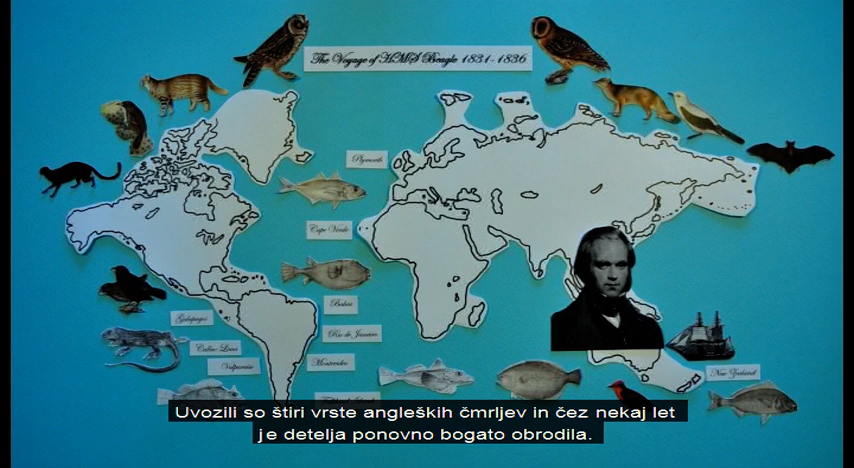 The Voyage of HMS Beagle 1831-1836
Plymouth
Cape Verde
Bahia
Galapagos
Rio de Janeiro
Callao Lima
Montevideo
Valparaiso
New Zealand
Uvozili so štiri vrste angleških čmrljev in čez nekaj let
je detelja ponovno bogato obrodila.